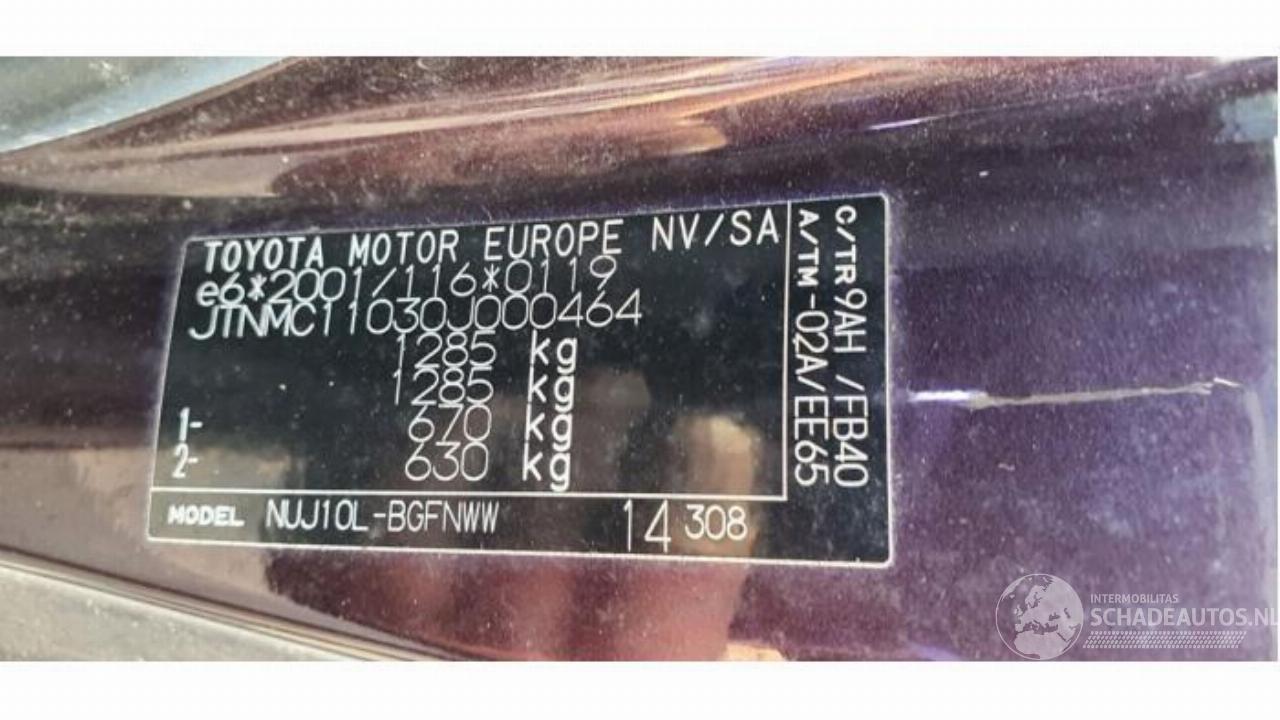 TOYOTA MOTOR EUROPE NV/SA
e6*2001/116*0119
JTNMC11030J000464
1285 kg
1285 kg
1- 670 kg
2- 630 kg
MODEL NUJ10L-BGFNWW 14 308
C/TR 9AH /FB40
A/TM -02A/EE65
INTERMOBILITAS
SCHADEAUTOS.NL